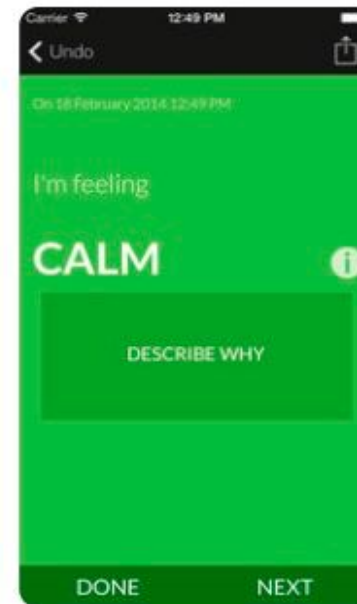 Carrier 12:49 PM
Undo
On 18 February 2014 12:49 PM
I'm feeling
CALM
i
DESCRIBE WHY
DONE NEXT